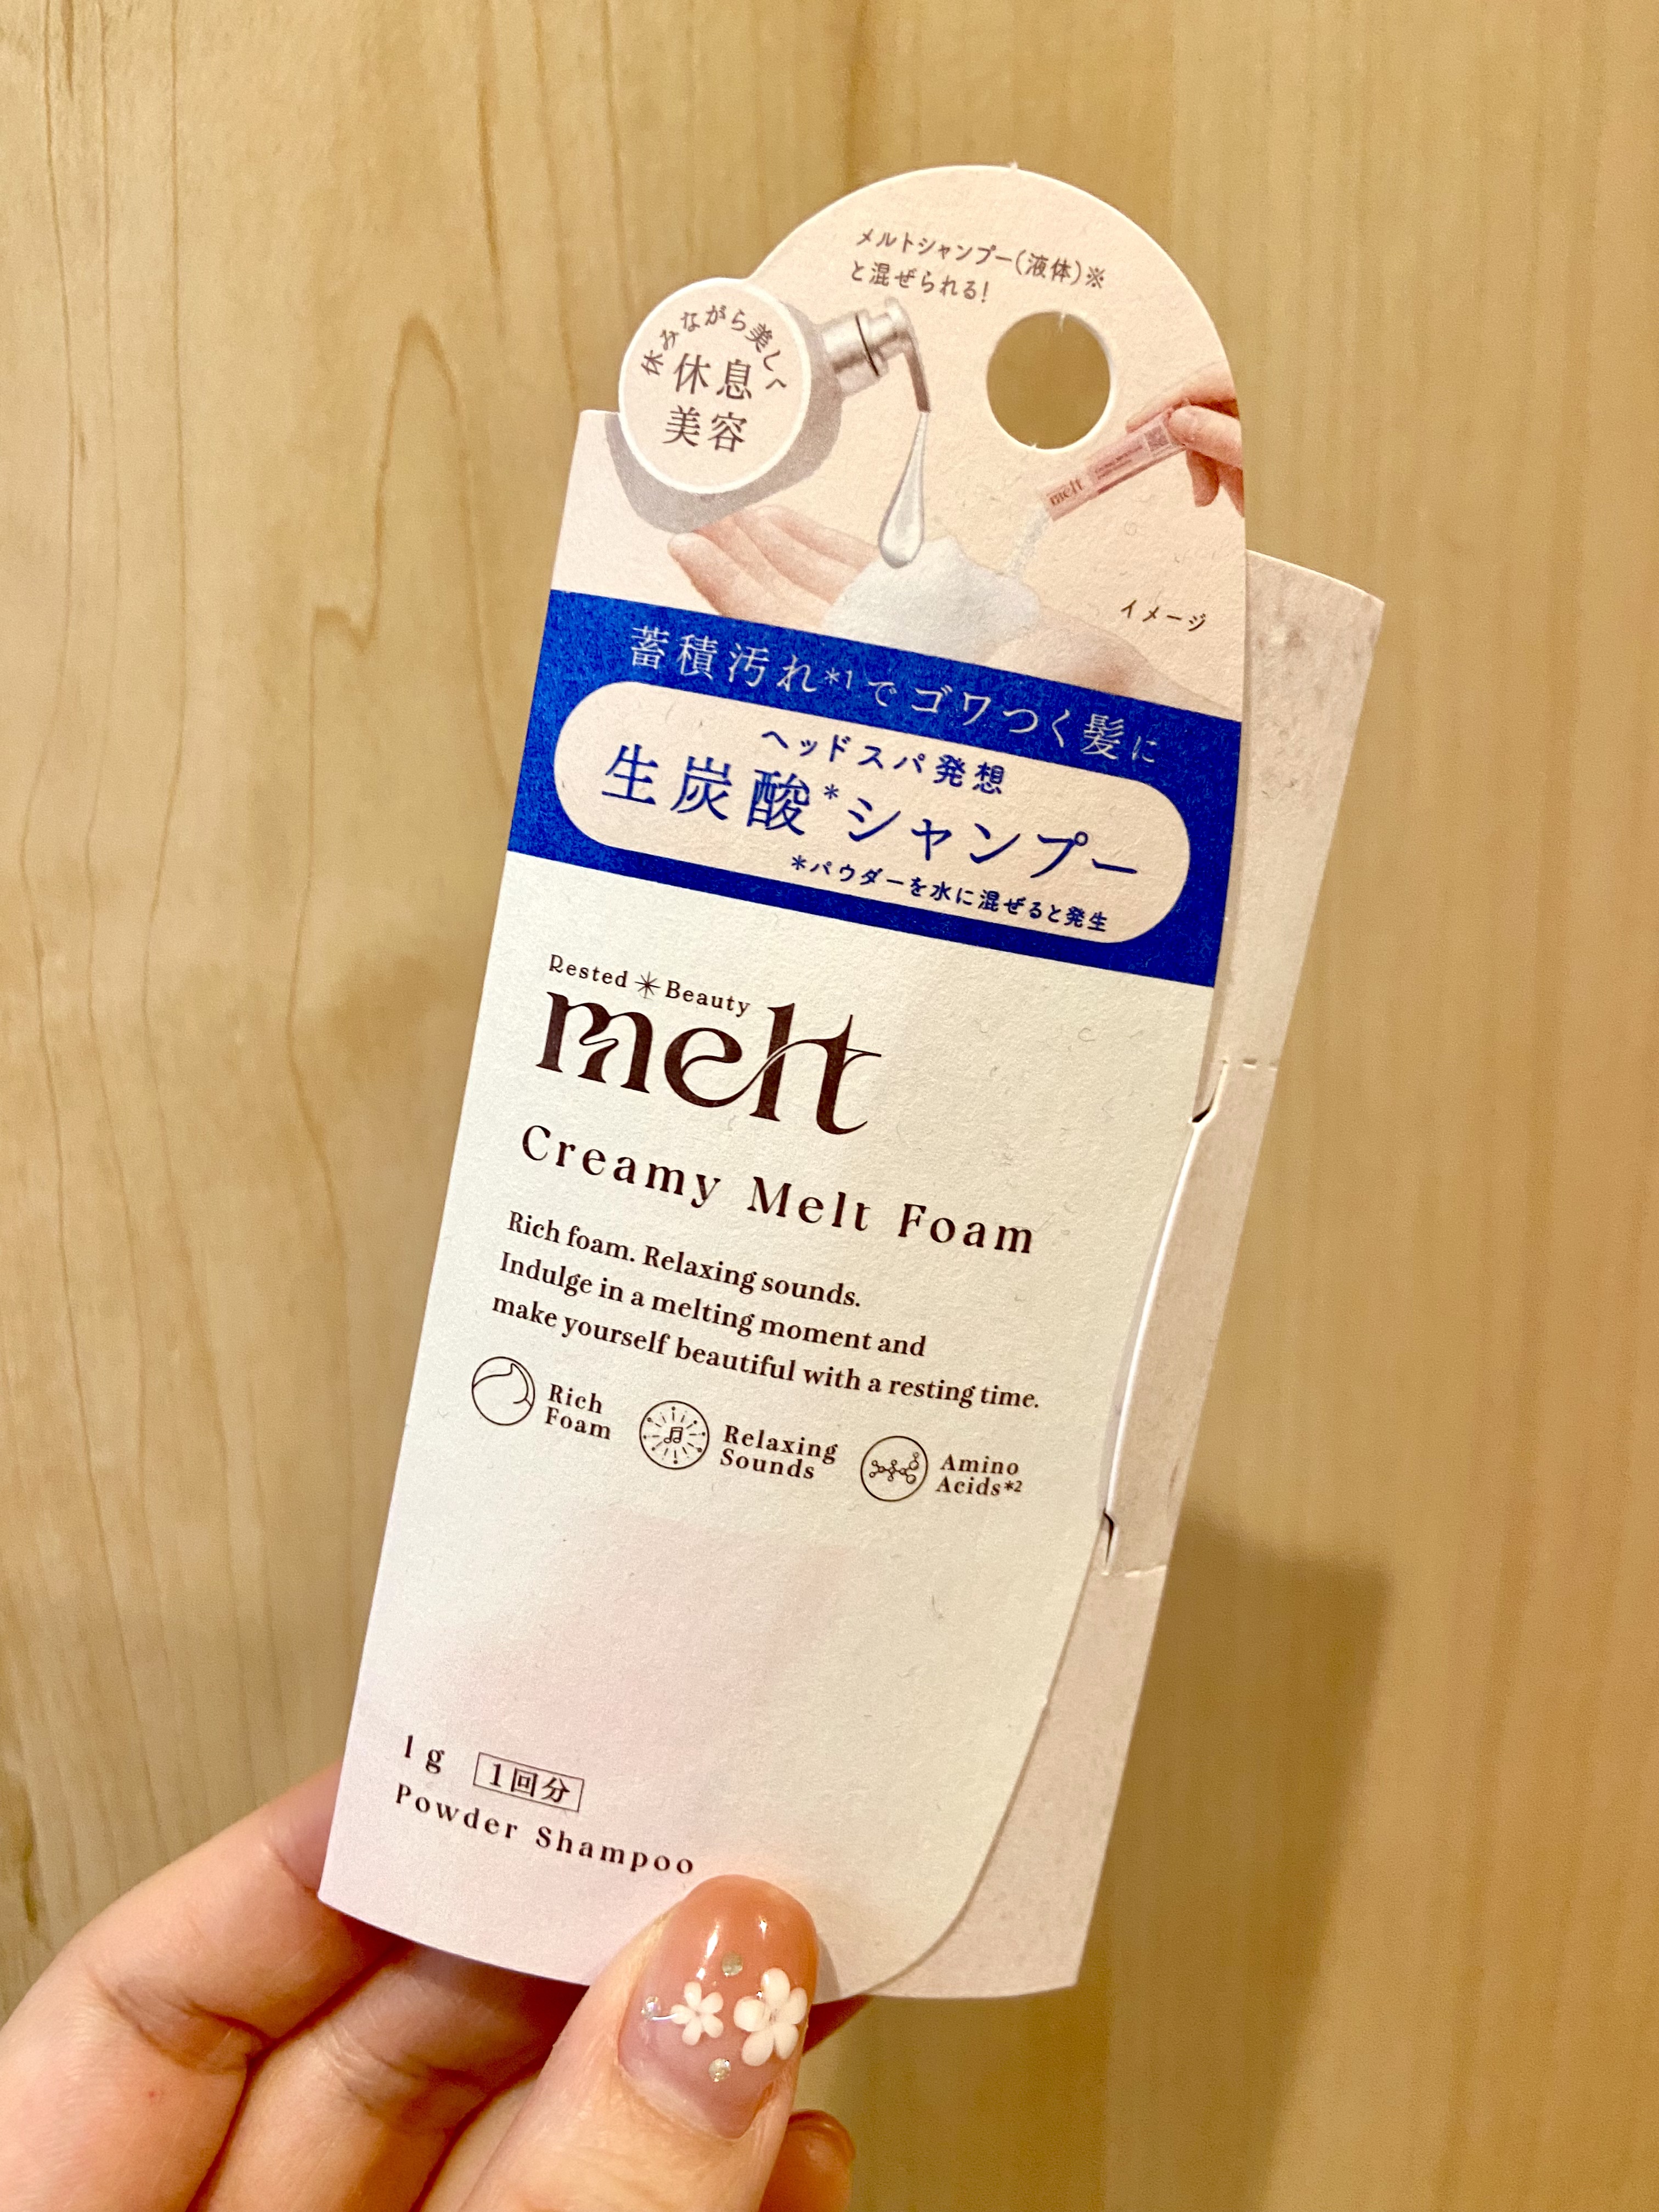 メルトシャンプー(液体)※
と混ぜられる!
休みながら美しく
休息
美容
melt
イメージ
蓄積汚れ*1でゴワつく髪に
ヘッドスパ発想
生炭酸*シャンプー
*パウダーを水に混ぜると発生
Rested Beauty
melt
Creamy Melt Foam
Rich foam. Relaxing sounds.
Indulge in a melting moment and
make yourself beautiful with a resting time.
Rich
Foam
Relaxing
Sounds
Amino
Acids*2
1g 1回分
Powder Shampoo